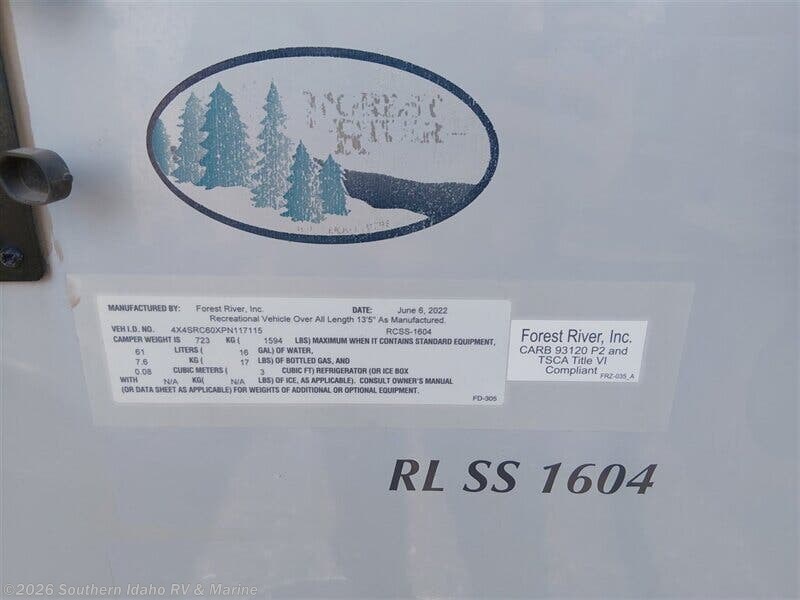 FOREST
RIVER
MANUFACTURED BY: Forest River, Inc. DATE: June 6, 2022
Recreational Vehicle Over All Length 13'5" As Manufactured.
VEH I.D. NO. 4X4SRC60XPN117115 RCSS-1604
CAMPER WEIGHT IS 723 KG ( 1594 LBS) MAXIMUM WHEN IT CONTAINS STANDARD EQUIPMENT,
61 LITERS ( 16 GAL) OF WATER,
7.6 KG ( 17 LBS) OF BOTTLED GAS, AND
0.08 CUBIC METERS ( 3 CUBIC FT) REFRIGERATOR (OR ICE BOX
WITH N/A KG( N/A LBS) OF ICE, AS APPLICABLE). CONSULT OWNER'S MANUAL
(OR DATA SHEET AS APPLICABLE) FOR WEIGHTS OF ADDITIONAL OR OPTIONAL EQUIPMENT.
FD-305
Forest River, Inc.
CARB 93120 P2 and
TSCA Title VI
Compliant FRZ-035_A
RL SS 1604
©2026 Southern Idaho RV & Marine